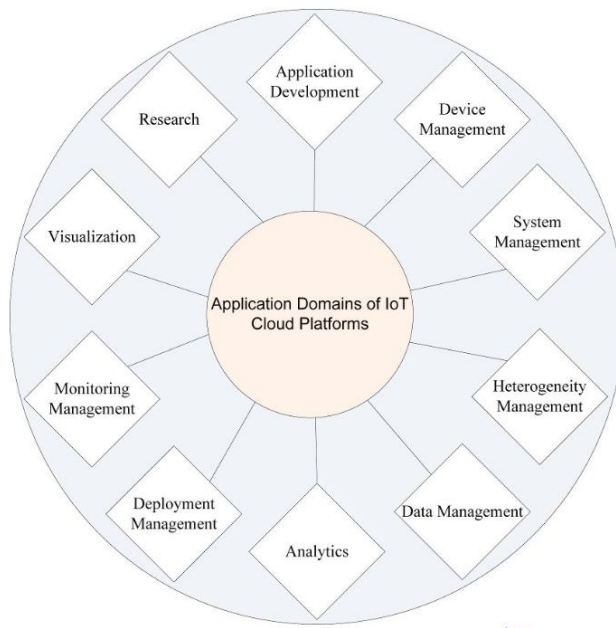 Application
Development
Device
Management
System
Management
Heterogeneity
Management
Data Management
Analytics
Deployment
Management
Monitoring
Management
Visualization
Research
Application Domains of IoT
Cloud Platforms